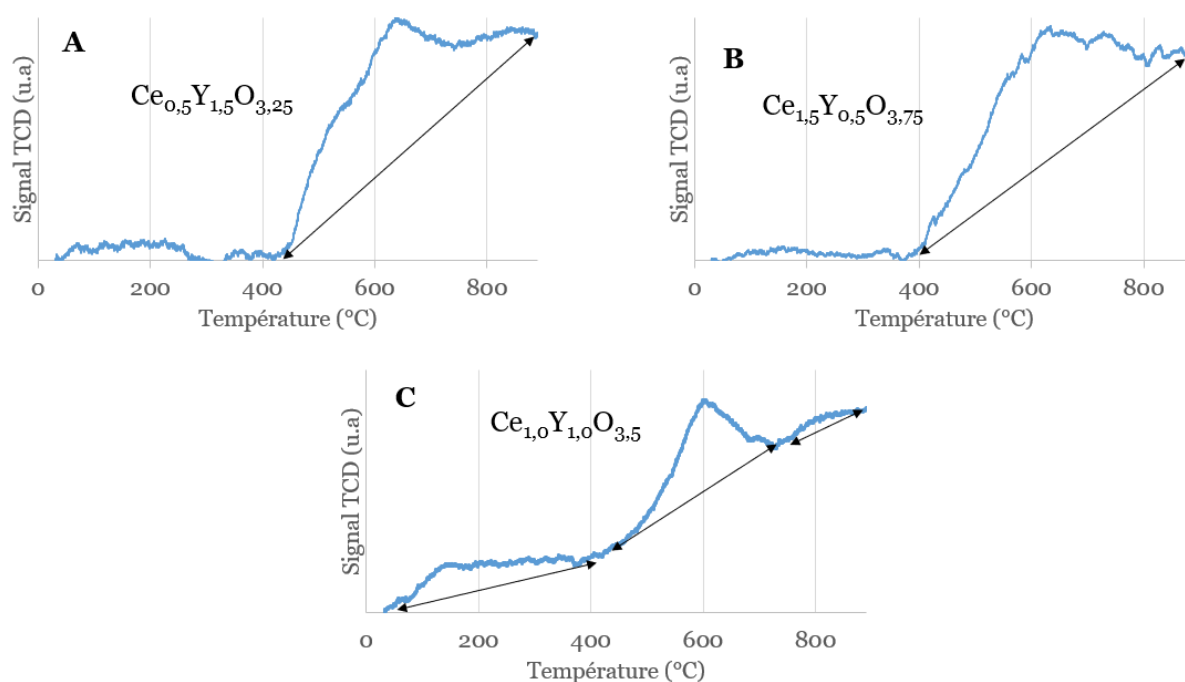 A
Ce0,5Y1,5O3,25
Signal TCD (u.a)
0 200 400 600 800
Température (°C)
B
Ce1,5Y0,5O3,75
Signal TCD (u.a)
0 200 400 600 800
Température (°C)
C
Ce1,0Y1,0O3,5
Signal TCD (u.a)
0 200 400 600 800
Température (°C)